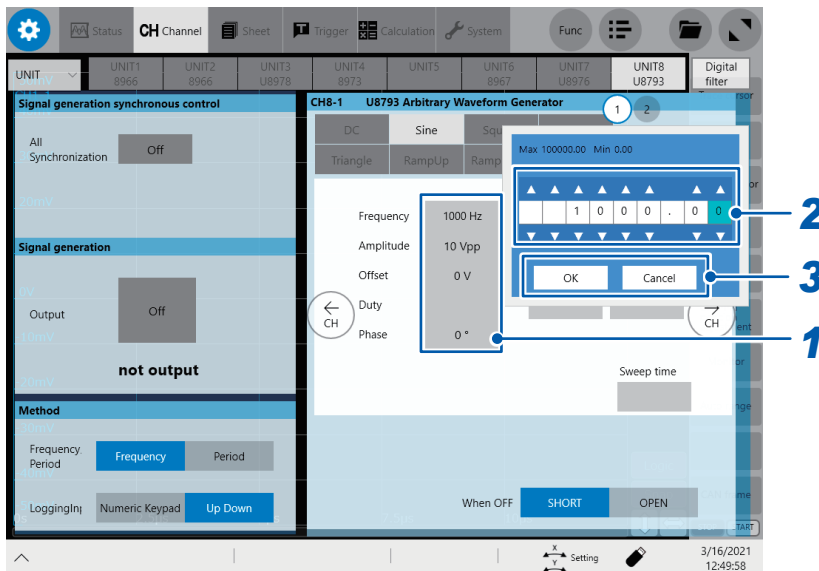 Status CH Channel Sheet Trigger Calculation System Func
UNIT UNIT1 UNIT2 UNIT3 UNIT4 UNIT5 UNIT6 UNIT7 UNIT8 Digital
8966 8966 U8978 8973 8967 U8976 U8793 filter
Signal generation synchronous control
All
Synchronization
Off
Signal generation
Output
Off
not output
Method
Frequency
Period
Frequency Period
LoggingInp Numeric Keypad Up Down
CH8-1 U8793 Arbitrary Waveform Generator
1 2
DC Sine Squ
Triangle RampUp Ramp
Frequency 1000 Hz
Amplitude 10 Vpp
Offset 0 V
Duty
Phase 0 °
CH
CH
Sweep time
When OFF SHORT OPEN
Max 100000.00 Min 0.00
1 0 0 0 . 0 0
OK Cancel
2
3
1
START
X
Y
Setting
3/16/2021
12:49:58